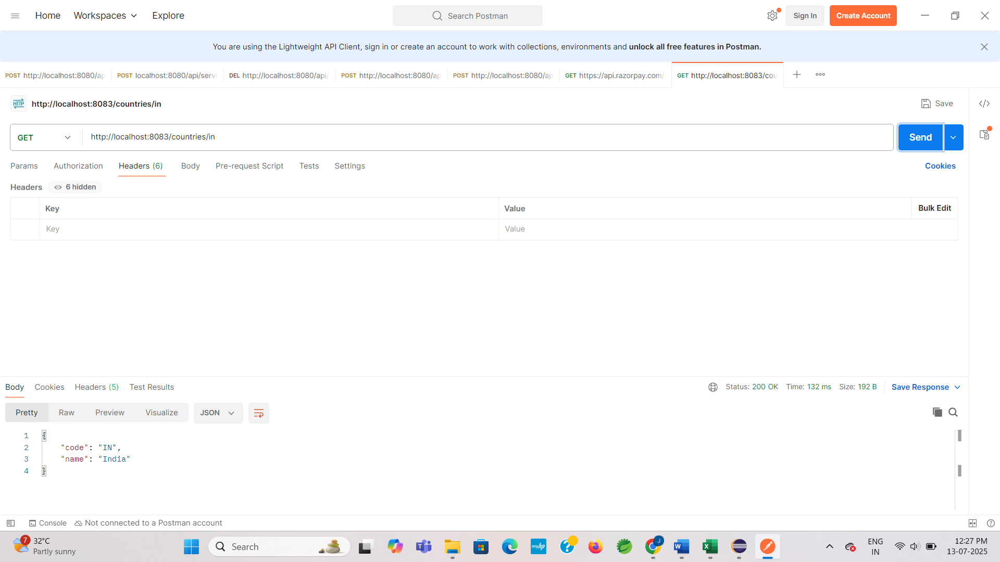 Home Workspaces Explore Search Postman Sign In Create Account
You are using the Lightweight API Client, sign in or create an account to work with collections, environments and unlock all free features in Postman.
POST http://localhost:8080/ap POST localhost:8080/api/servi DEL http://localhost:8080/api/ POST http://localhost:8080/ap POST http://localhost:8080/ap GET https://api.razorpay.com/ GET http://localhost:8083/cou
HTTP http://localhost:8083/countries/in Save
GET http://localhost:8083/countries/in Send
Params Authorization Headers (6) Body Pre-request Script Tests Settings Cookies
Headers 6 hidden
Key Value Bulk Edit
Key Value
Body Cookies Headers (5) Test Results Status: 200 OK Time: 132 ms Size: 192 B Save Response
Pretty Raw Preview Visualize JSON
1 {
2 "code": "IN",
3 "name": "India"
4 }
Console Not connected to a Postman account
7 32°C
Partly sunny
Search
myhp
J
ENG
IN
12:27 PM
13-07-2025